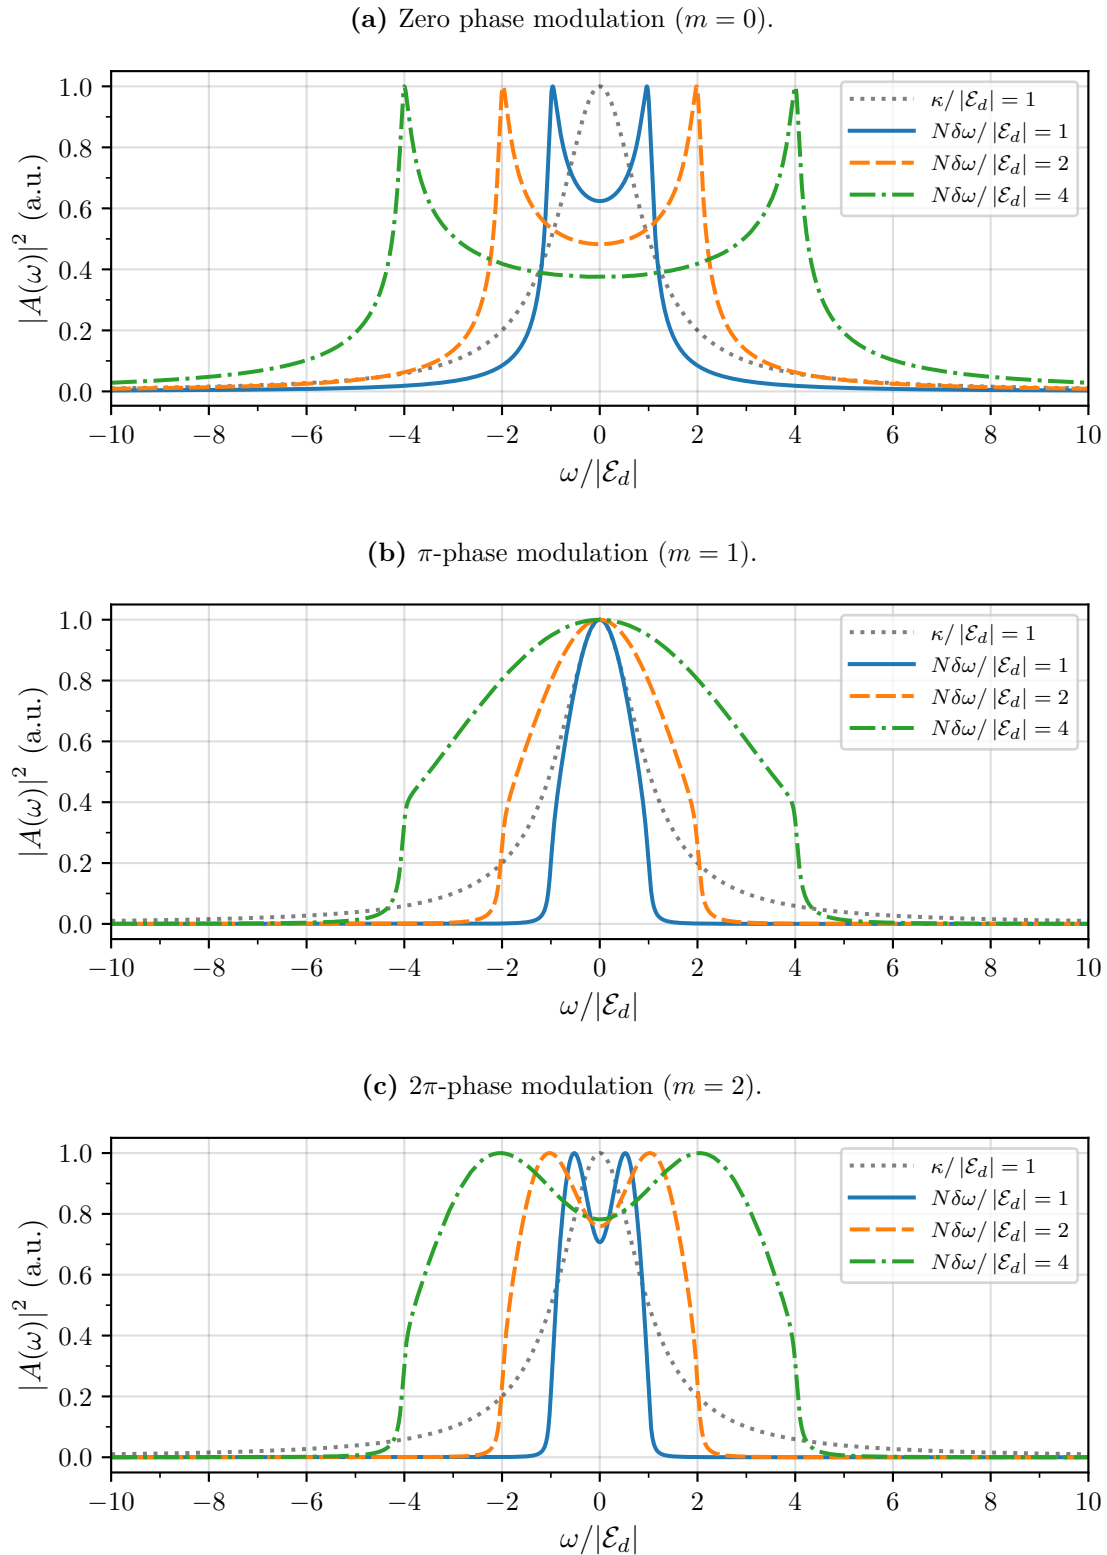 (a) Zero phase modulation (m = 0).
1.0
0.8
0.6
0.4
0.2
0.0
|A(ω)|² (a.u.)
κ/|ℰ_d| = 1
Nδω/|ℰ_d| = 1
Nδω/|ℰ_d| = 2
Nδω/|ℰ_d| = 4
−10 −8 −6 −4 −2 0 2 4 6 8 10
ω/|ℰ_d|
(b) π-phase modulation (m = 1).
1.0
0.8
0.6
0.4
0.2
0.0
|A(ω)|² (a.u.)
κ/|ℰ_d| = 1
Nδω/|ℰ_d| = 1
Nδω/|ℰ_d| = 2
Nδω/|ℰ_d| = 4
−10 −8 −6 −4 −2 0 2 4 6 8 10
ω/|ℰ_d|
(c) 2π-phase modulation (m = 2).
1.0
0.8
0.6
0.4
0.2
0.0
|A(ω)|² (a.u.)
κ/|ℰ_d| = 1
Nδω/|ℰ_d| = 1
Nδω/|ℰ_d| = 2
Nδω/|ℰ_d| = 4
−10 −8 −6 −4 −2 0 2 4 6 8 10
ω/|ℰ_d|